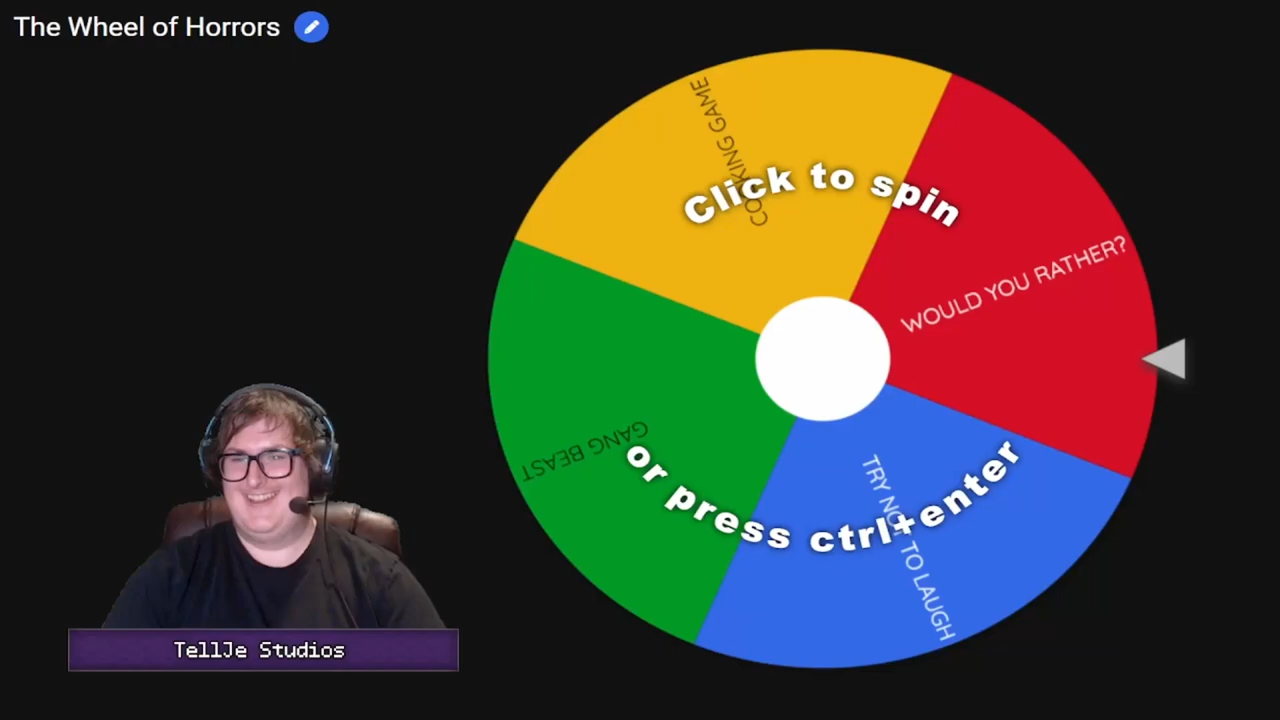 The Wheel of Horrors
COOKING GAME
Click to spin
WOULD YOU RATHER?
GANG BEAST
or press ctrl+enter
TRY NOT TO LAUGH
TellJe Studios